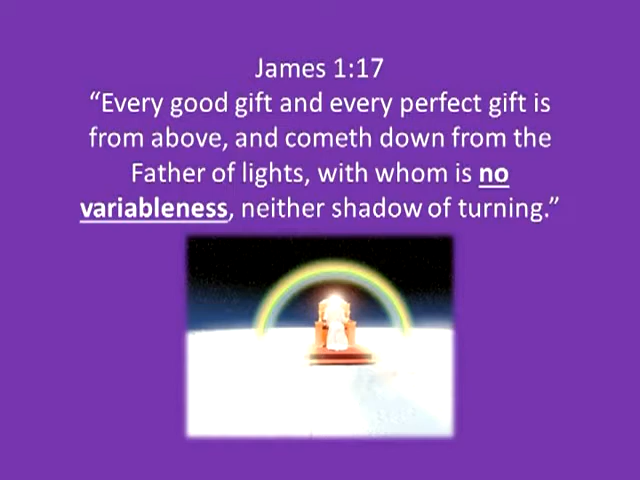 James 1:17
“Every good gift and every perfect gift is
from above, and cometh down from the
Father of lights, with whom is no
variableness, neither shadow of turning.”